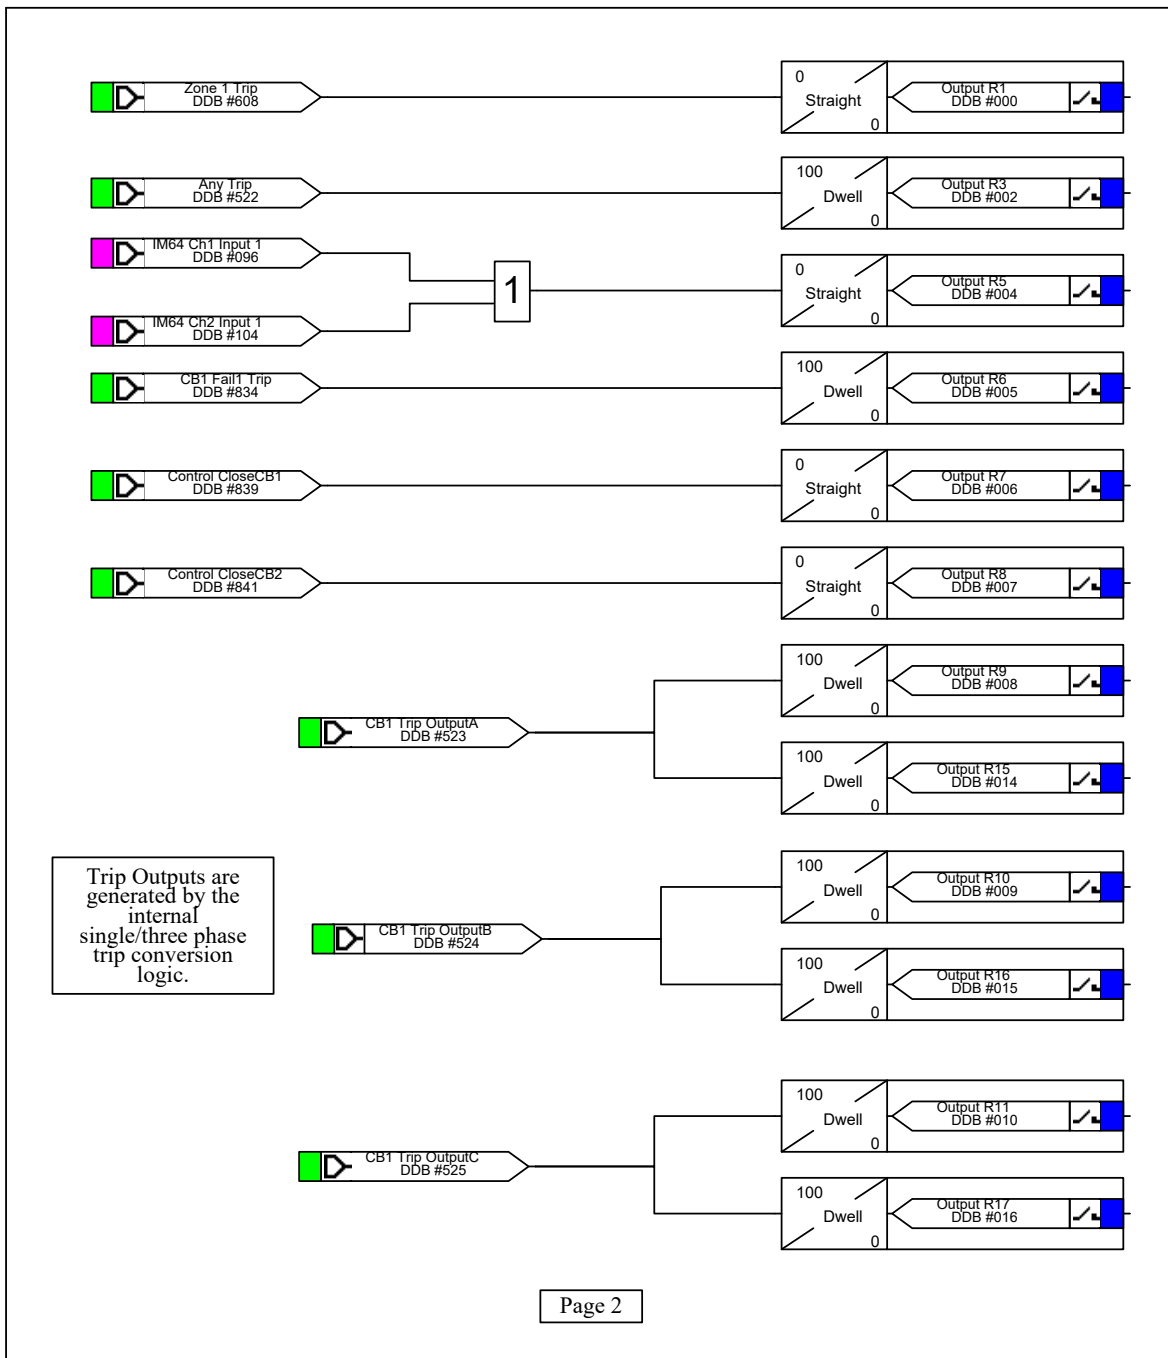 Zone 1 Trip
DDB #608
0
Straight
0
Output R1
DDB #000
Any Trip
DDB #522
100
Dwell
0
Output R3
DDB #002
IM64 Ch1 Input 1
DDB #096
IM64 Ch2 Input 1
DDB #104
1
0
Straight
0
Output R5
DDB #004
CB1 Fail1 Trip
DDB #834
100
Dwell
0
Output R6
DDB #005
Control CloseCB1
DDB #839
0
Straight
0
Output R7
DDB #006
Control CloseCB2
DDB #841
0
Straight
0
Output R8
DDB #007
CB1 Trip OutputA
DDB #523
100
Dwell
0
Output R9
DDB #008
100
Dwell
0
Output R15
DDB #014
Trip Outputs are
generated by the
internal
single/three phase
trip conversion
logic.
CB1 Trip OutputB
DDB #524
100
Dwell
0
Output R10
DDB #009
100
Dwell
0
Output R16
DDB #015
CB1 Trip OutputC
DDB #525
100
Dwell
0
Output R11
DDB #010
100
Dwell
0
Output R17
DDB #016
Page 2